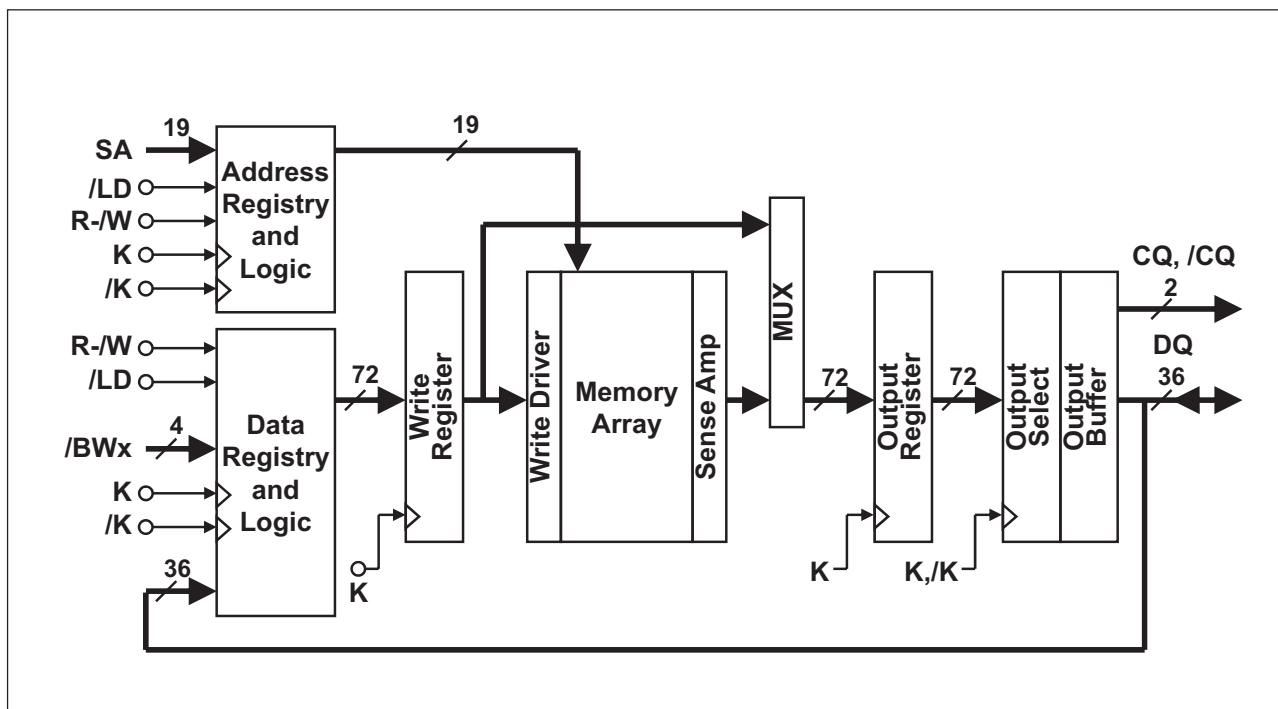 19
SA
/LD
R-/W
K
/K
Address
Registry
and
Logic
19
R-/W
/LD
/BWx
4
K
/K
36
Data
Registry
and
Logic
72
Write
Register
K
Write Driver
Memory
Array
Sense Amp
MUX
72
Output
Register
K
72
Output
Select
K,/K
Output
Buffer
CQ, /CQ
2
DQ
36